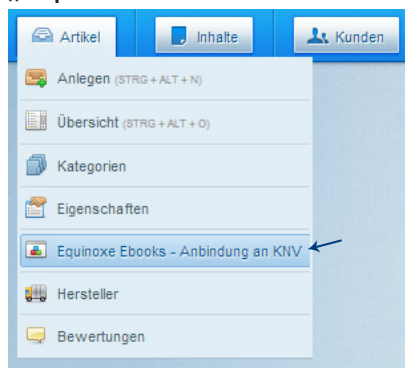 Artikel Inhalte Kunden
Anlegen (STRG + ALT + N)
Übersicht (STRG + ALT + O)
Kategorien
Eigenschaften
Equinoxe Ebooks - Anbindung an KNV
Hersteller
Bewertungen